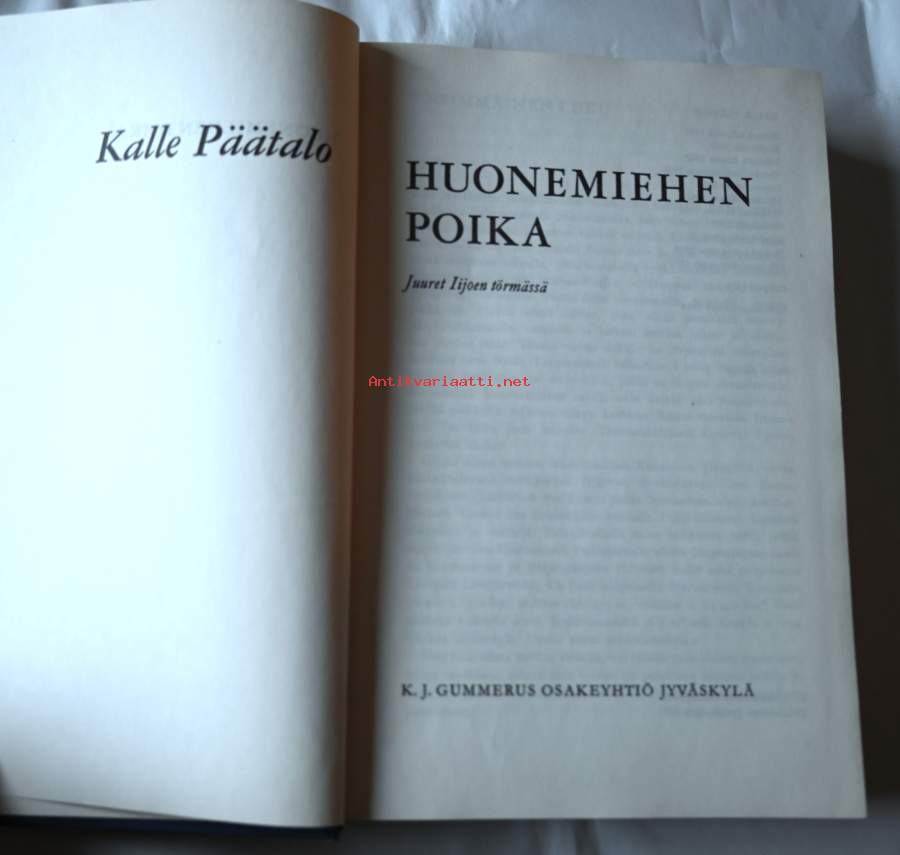 Kalle Päätalo
HUONEMIEHEN
POIKA
Juuret Iijoen törmässä
Antikvariaatti.net
K. J. GUMMERUS OSAKEYHTIÖ JYVÄSKYLÄ